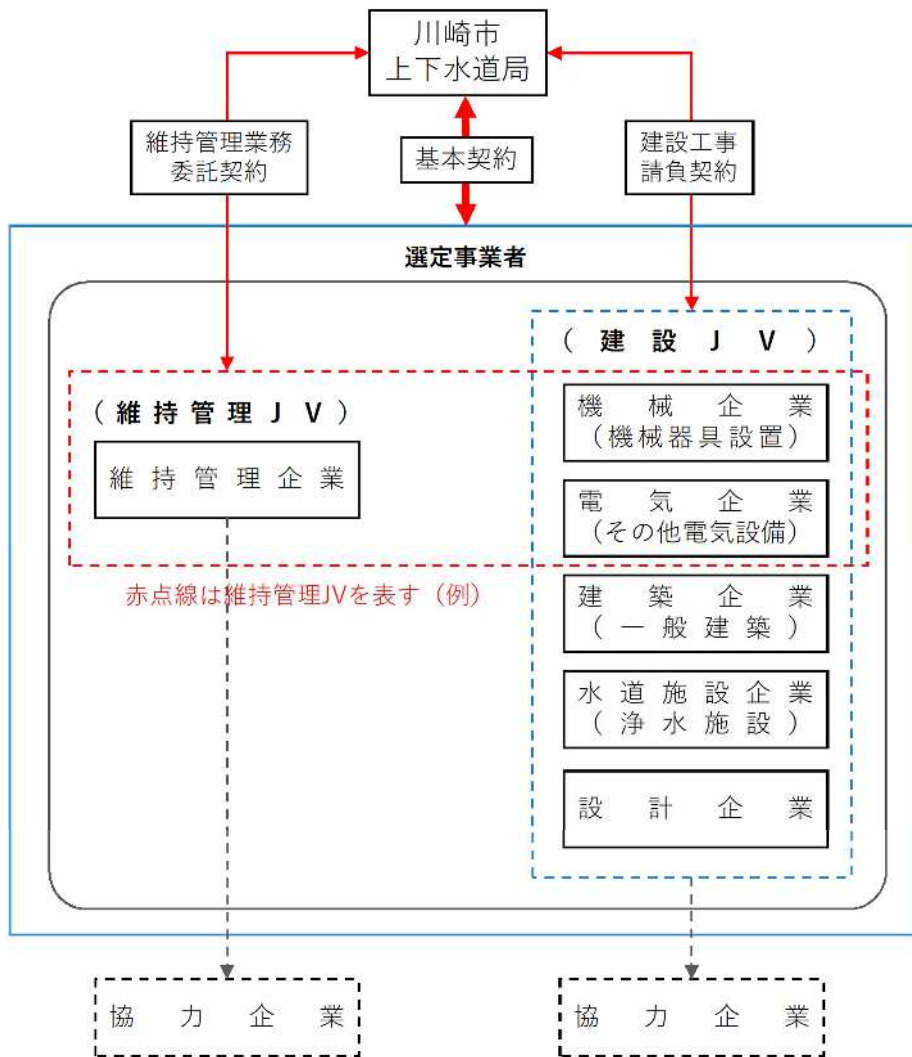 川崎市
上下水道局
維持管理業務
委託契約
基本契約
建設工事
請負契約
選定事業者
（建設ＪＶ）
（維持管理ＪＶ）
維持管理企業
機械企業
（機械器具設置）
電気企業
（その他電気設備）
赤点線は維持管理JVを表す（例）
建築企業
（一般建築）
水道施設企業
（浄水施設）
設計企業
協力企業
協力企業